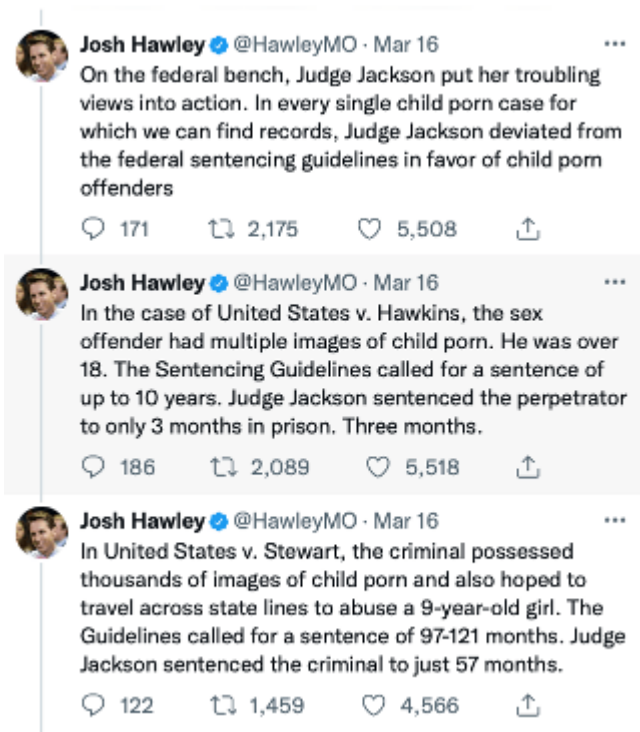 Josh Hawley @HawleyMO · Mar 16
On the federal bench, Judge Jackson put her troubling
views into action. In every single child porn case for
which we can find records, Judge Jackson deviated from
the federal sentencing guidelines in favor of child porn
offenders
171 2,175 5,508
Josh Hawley @HawleyMO · Mar 16
In the case of United States v. Hawkins, the sex
offender had multiple images of child porn. He was over
18. The Sentencing Guidelines called for a sentence of
up to 10 years. Judge Jackson sentenced the perpetrator
to only 3 months in prison. Three months.
186 2,089 5,518
Josh Hawley @HawleyMO · Mar 16
In United States v. Stewart, the criminal possessed
thousands of images of child porn and also hoped to
travel across state lines to abuse a 9-year-old girl. The
Guidelines called for a sentence of 97-121 months. Judge
Jackson sentenced the criminal to just 57 months.
122 1,459 4,566